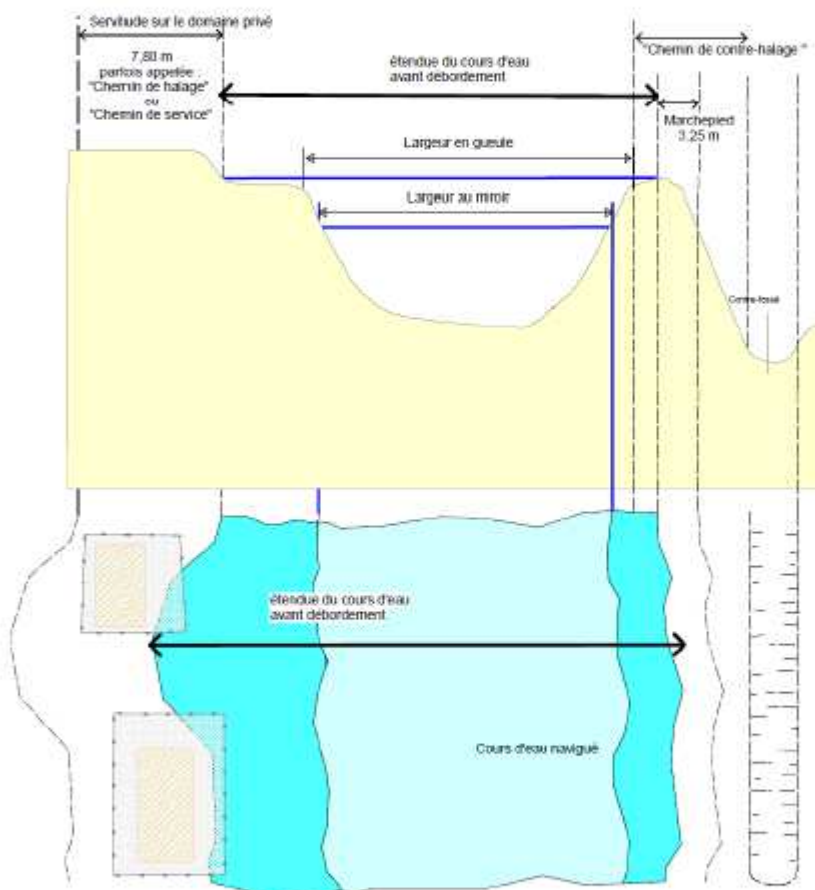 Servitude sur le domaine privé
7,80 m
parfois appelée :
"Chemin de halage"
ou
"Chemin de service"
étendue du cours d'eau
avant débordement
"Chemin de contre-halage "
Marchepied
3.25 m
Largeur en gueule
Largeur au miroir
Contre-fossé
étendue du cours d'eau
avant débordement
Cours d'eau navigué